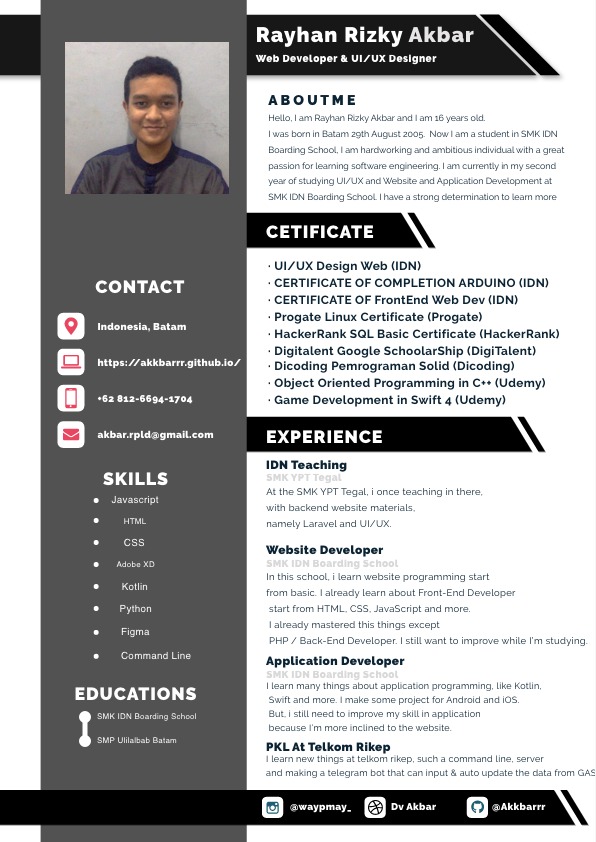 Rayhan Rizky Akbar
Web Developer & UI/UX Designer
ABOUTME
Hello, I am Rayhan Rizky Akbar and I am 16 years old.
I was born in Batam 29th August 2005. Now I am a student in SMK IDN
Boarding School, I am hardworking and ambitious individual with a great
passion for learning software engineering. I am currently in my second
year of studying UI/UX and Website and Application Development at
SMK IDN Boarding School. I have a strong determination to learn more
CETIFICATE
· UI/UX Design Web (IDN)
· CERTIFICATE OF COMPLETION ARDUINO (IDN)
· CERTIFICATE OF FrontEnd Web Dev (IDN)
· Progate Linux Certificate (Progate)
· HackerRank SQL Basic Certificate (HackerRank)
· Digitalent Google SchoolarShip (DigiTalent)
· Dicoding Pemrograman Solid (Dicoding)
· Object Oriented Programming in C++ (Udemy)
· Game Development in Swift 4 (Udemy)
CONTACT
Indonesia, Batam
https://akkbarrr.github.io/
+62 812-6694-1704
akbar.rpld@gmail.com
SKILLS
• Javascript
• HTML
• CSS
• Adobe XD
• Kotlin
• Python
• Figma
• Command Line
EDUCATIONS
SMK IDN Boarding School
SMP Ulilalbab Batam
EXPERIENCE
IDN Teaching
SMK YPT Tegal
At the SMK YPT Tegal, i once teaching in there,
with backend website materials,
namely Laravel and UI/UX.
Website Developer
SMK IDN Boarding School
In this school, i learn website programming start
from basic. I already learn about Front-End Developer
start from HTML, CSS, JavaScript and more.
I already mastered this things except
PHP / Back-End Developer. I still want to improve while I'm studying.
Application Developer
SMK IDN Boarding School
I learn many things about application programming, like Kotlin,
Swift and more. I make some project for Android and iOS.
But, i still need to improve my skill in application
because I'm more inclined to the website.
PKL At Telkom Rikep
I learn new things at telkom rikep, such a command line, server
and making a telegram bot that can input & auto update the data from GAS
@waypmay_
Dv Akbar
@Akkbarrr